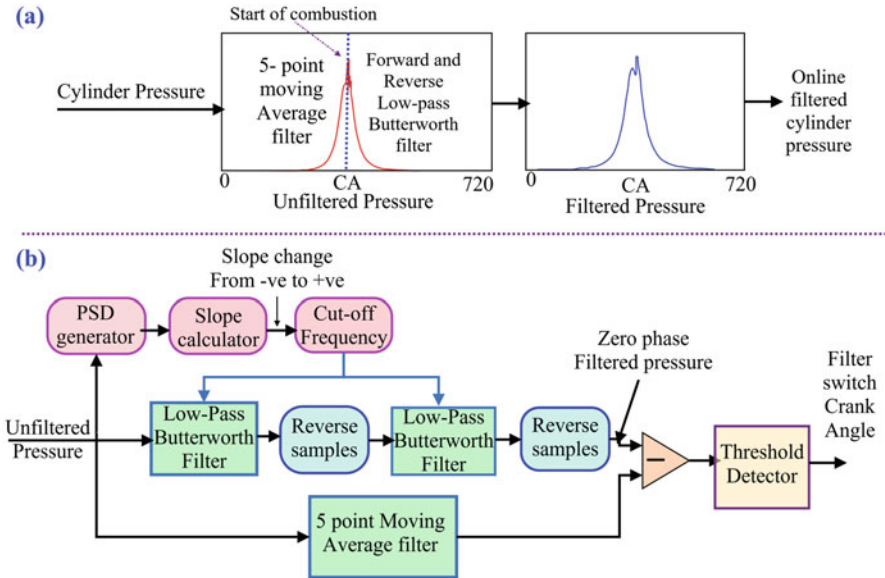 (a)
Start of combustion
Cylinder Pressure
5- point
moving
Average
filter
Forward and
Reverse
Low-pass
Butterworth
filter
Online
filtered
cylinder
pressure
0
CA
720
Unfiltered Pressure
0
CA
720
Filtered Pressure
(b)
Slope change
From -ve to +ve
PSD
generator
Slope
calculator
Cut-off
Frequency
Zero phase
Filtered pressure
Filter
switch
Crank
Angle
Unfiltered
Pressure
Low-Pass
Butterworth
Filter
Reverse
samples
Low-Pass
Butterworth
Filter
Reverse
samples
−
Threshold
Detector
5 point Moving
Average filter